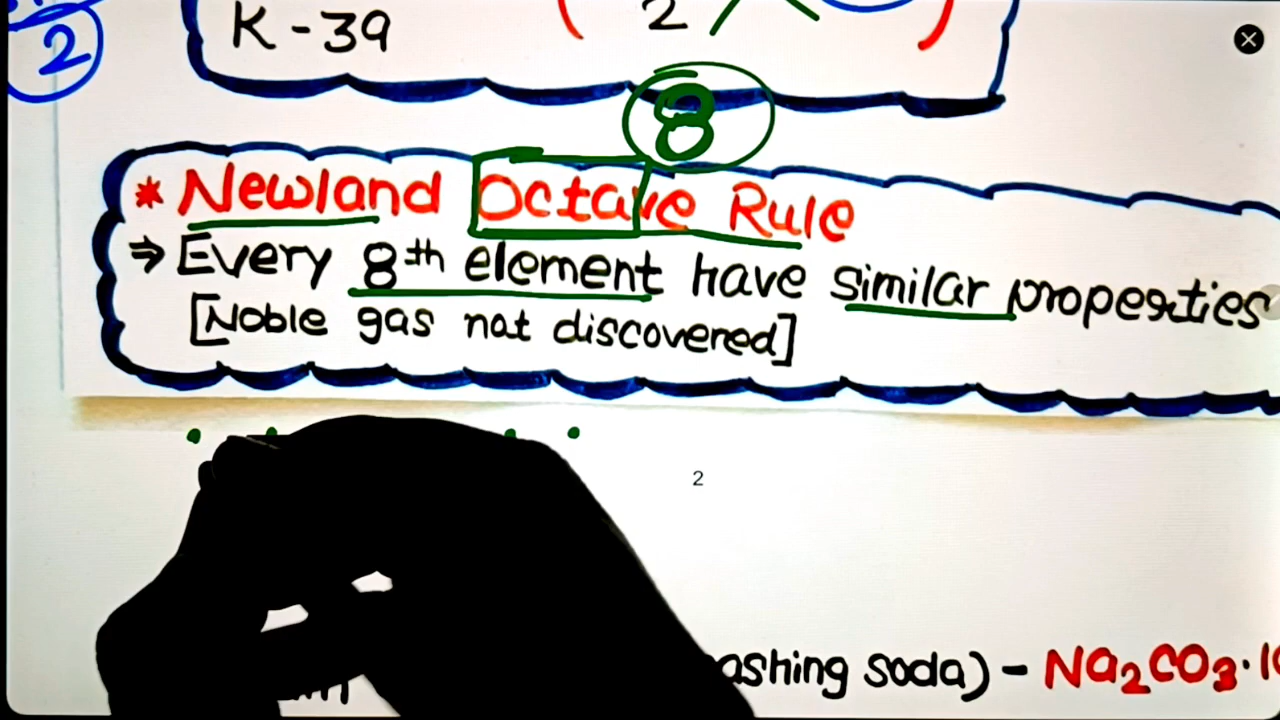 2
K-39
2
8
* Newland Octave Rule
⇒ Every 8th element have similar properties
[Noble gas not discovered]
2
ashing soda) - Na₂CO₃·1